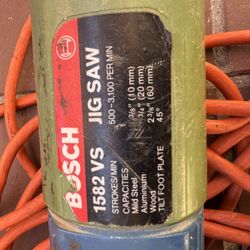 BOSCH
1582 VS
JIG SAW
STROKES/MIN 500-3,100 PER MIN
CAPACITIES
Mild Steel 3/8" (10 mm)
Aluminum 3/4" (20 mm)
Wood 2 3/8" (60 mm)
TILT FOOT PLATE 45°